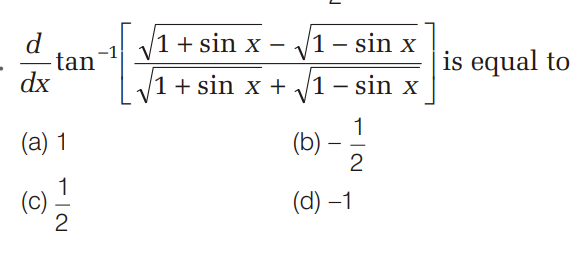 d/dx tan⁻¹ [ (√(1 + sin x) − √(1 − sin x)) / (√(1 + sin x) + √(1 − sin x)) ] is equal to
(a) 1 (b) − 1/2
(c) 1/2 (d) –1